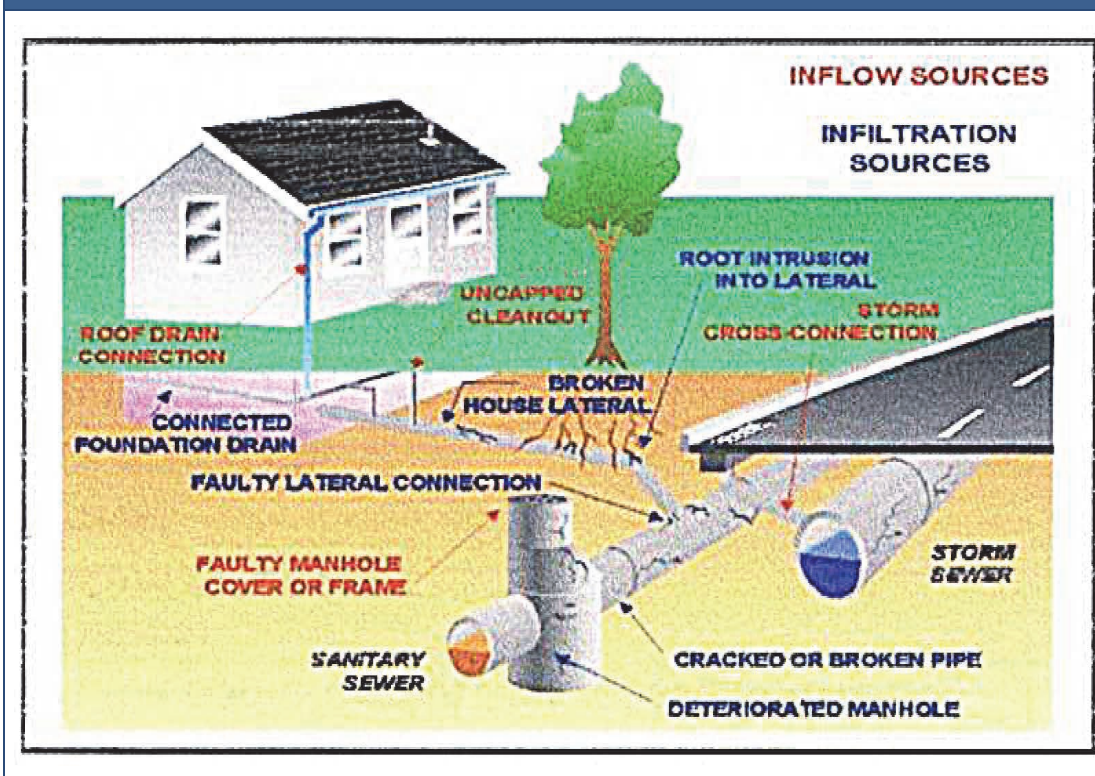 INFLOW SOURCES
INFILTRATION
SOURCES
ROOT INTRUSION
INTO LATERAL
UNCAPPED
CLEANOUT
STORM
CROSS-CONNECTION
ROOF DRAIN
CONNECTION
BROKEN
HOUSE LATERAL
CONNECTED
FOUNDATION DRAIN
FAULTY LATERAL CONNECTION
FAULTY MANHOLE
COVER OR FRAME
STORM
SEWER
SANITARY
SEWER
CRACKED OR BROKEN PIPE
DETERIORATED MANHOLE